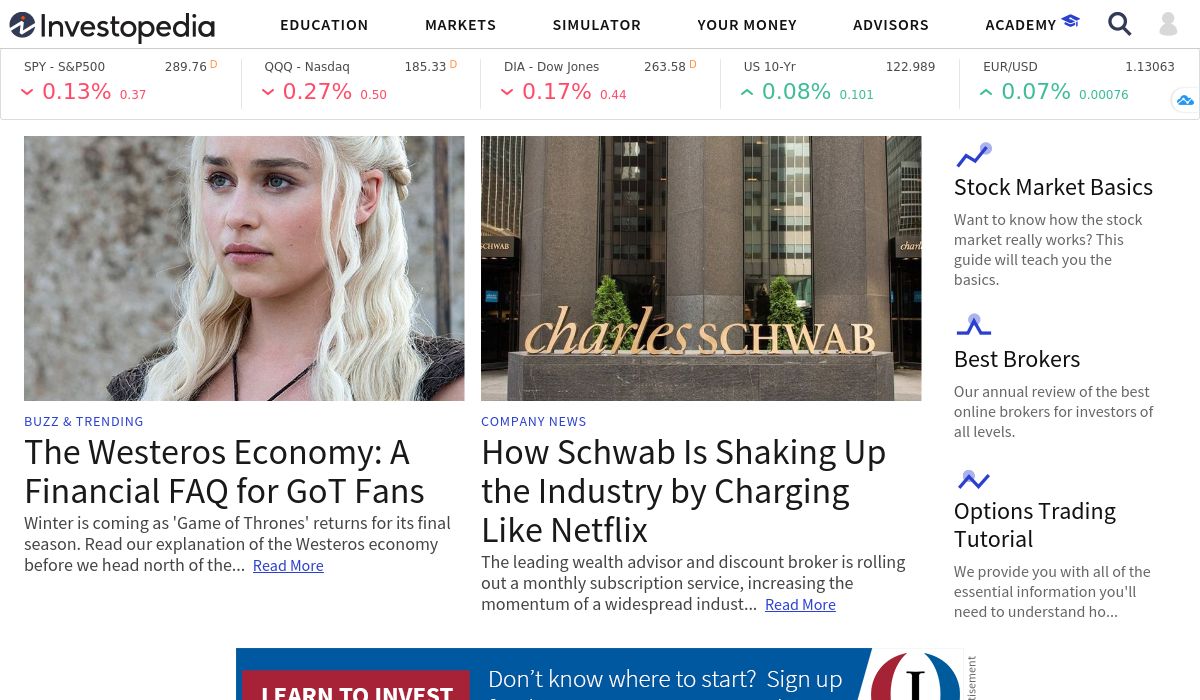 Investopedia
EDUCATION
MARKETS
SIMULATOR
YOUR MONEY
ADVISORS
ACADEMY
SPY - S&P500 289.76 D
0.13% 0.37
QQQ - Nasdaq 185.33 D
0.27% 0.50
DIA - Dow Jones 263.58 D
0.17% 0.44
US 10-Yr 122.989
0.08% 0.101
EUR/USD 1.13063
0.07% 0.00076
SCHWAB
charles SCHWAB
BUZZ & TRENDING
The Westeros Economy: A
Financial FAQ for GoT Fans
Winter is coming as 'Game of Thrones' returns for its final
season. Read our explanation of the Westeros economy
before we head north of the... Read More
COMPANY NEWS
How Schwab Is Shaking Up
the Industry by Charging
Like Netflix
The leading wealth advisor and discount broker is rolling
out a monthly subscription service, increasing the
momentum of a widespread indust... Read More
Stock Market Basics
Want to know how the stock
market really works? This
guide will teach you the
basics.
Best Brokers
Our annual review of the best
online brokers for investors of
all levels.
Options Trading
Tutorial
We provide you with all of the
essential information you'll
need to understand ho...
LEARN TO INVEST
Don't know where to start? Sign up